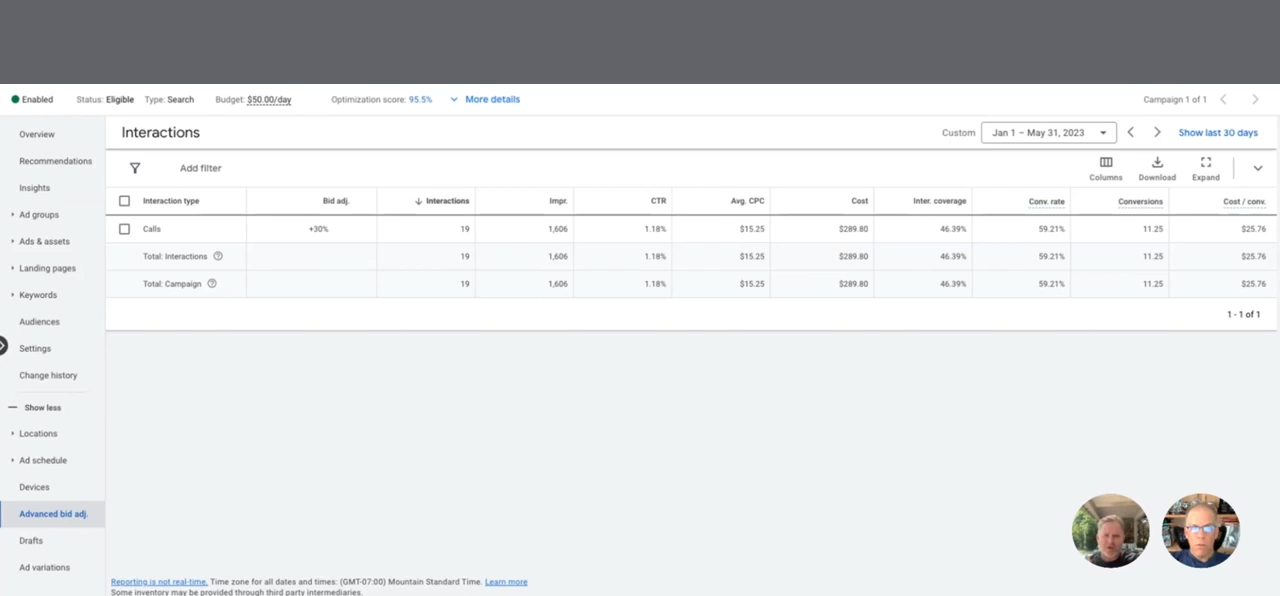 Enabled Status: Eligible Type: Search Budget: $50.00/day Optimization score: 95.5% More details Campaign 1 of 1
Overview
Recommendations
Insights
Ad groups
Ads & assets
Landing pages
Keywords
Audiences
Settings
Change history
Show less
Locations
Ad schedule
Devices
Advanced bid adj.
Drafts
Ad variations
Interactions Custom Jan 1 – May 31, 2023 Show last 30 days
Add filter Columns Download Expand
Interaction type Bid adj. Interactions Impr. CTR Avg. CPC Cost Inter. coverage Conv. rate Conversions Cost / conv.
Calls +30% 19 1,606 1.18% $15.25 $289.80 46.39% 59.21% 11.25 $25.76
Total: Interactions 19 1,606 1.18% $15.25 $289.80 46.39% 59.21% 11.25 $25.76
Total: Campaign 19 1,606 1.18% $15.25 $289.80 46.39% 59.21% 11.25 $25.76
1 - 1 of 1
Reporting is not real-time. Time zone for all dates and times: (GMT-07:00) Mountain Standard Time. Learn more
Some inventory may be provided through third party intermediaries.